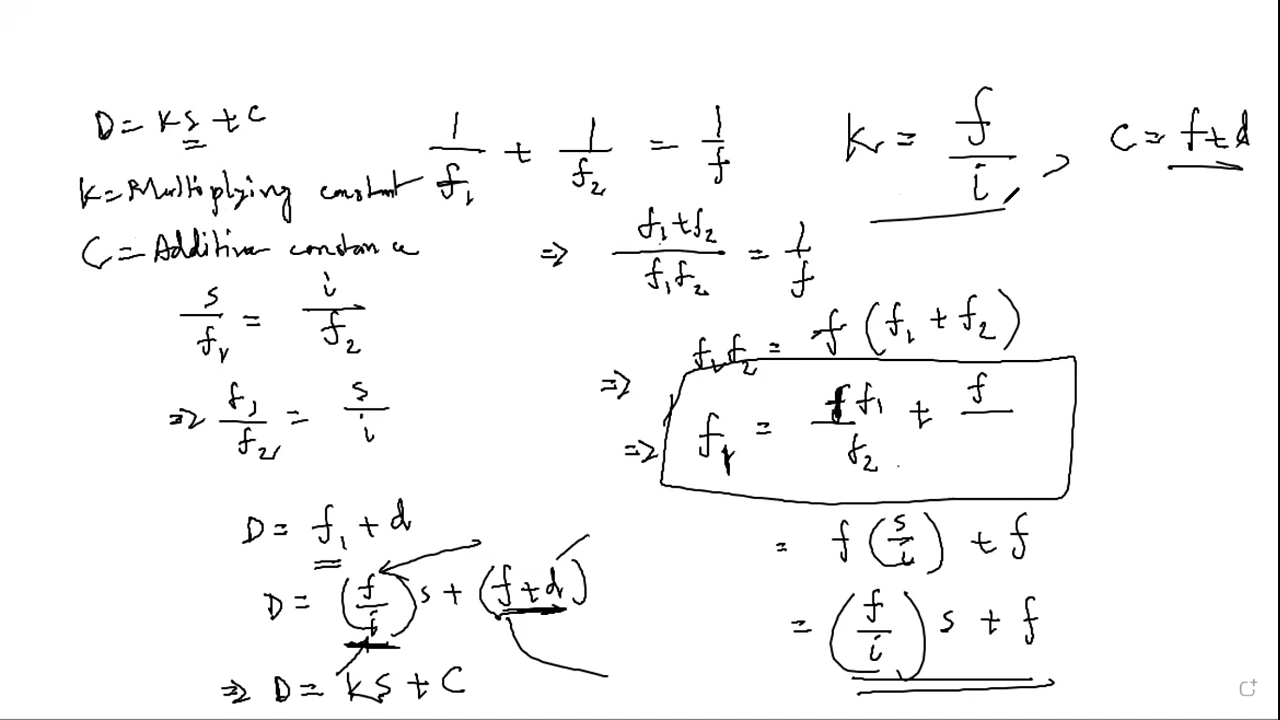 D = KS + C
K = Multiplying constant
C = Additive constant
s/f₁ = i/f₂
⇒ f₁/f₂ = s/i
D = f₁ + d
D = (f/i) s + (f+d)
⇒ D = KS + C
1/f₁ + 1/f₂ = 1/f
⇒ (f₁+f₂)/(f₁f₂) = 1/f
⇒ f₁f₂ = f (f₁ + f₂)
⇒ f₁ = f f₁/f₂ + f
= f (s/i) + f
= (f/i) s + f
K = f/i , C = f+d